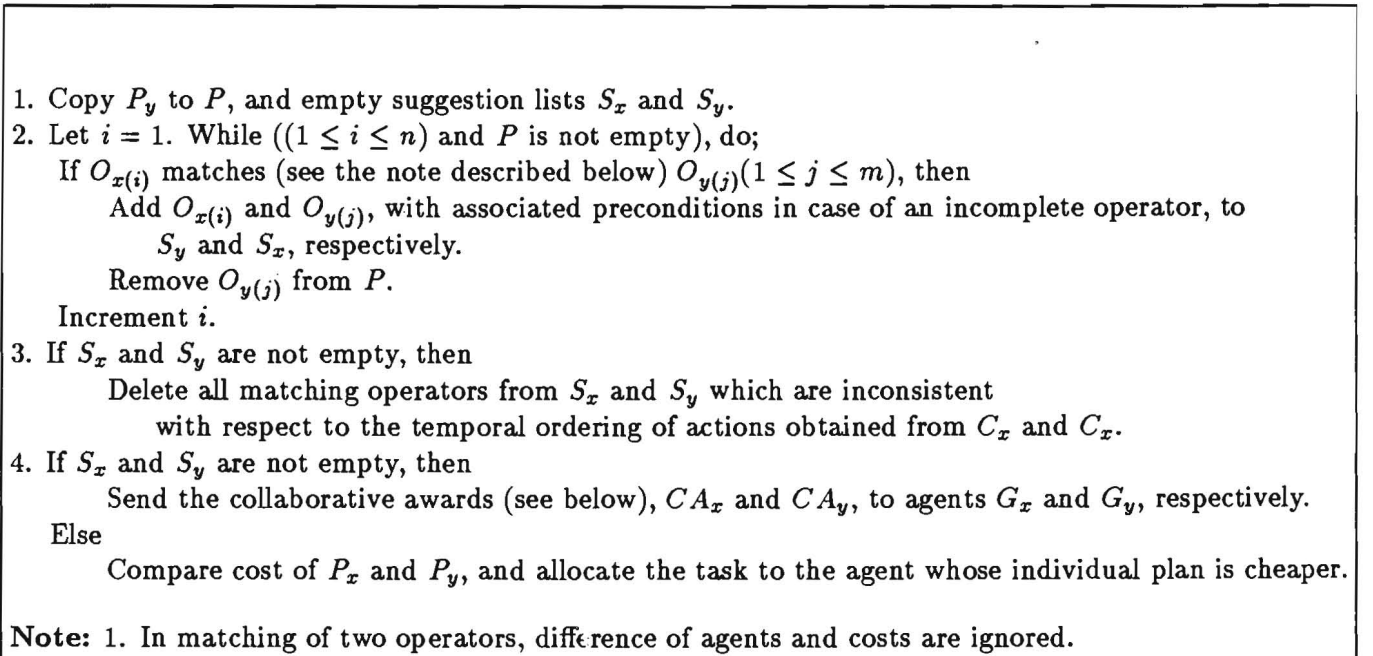 1. Copy P_y to P, and empty suggestion lists S_x and S_y.
2. Let i = 1. While ((1 ≤ i ≤ n) and P is not empty), do;
If O_{x(i)} matches (see the note described below) O_{y(j)}(1 ≤ j ≤ m), then
Add O_{x(i)} and O_{y(j)}, with associated preconditions in case of an incomplete operator, to
S_y and S_x, respectively.
Remove O_{y(j)} from P.
Increment i.
3. If S_x and S_y are not empty, then
Delete all matching operators from S_x and S_y which are inconsistent
with respect to the temporal ordering of actions obtained from C_x and C_x.
4. If S_x and S_y are not empty, then
Send the collaborative awards (see below), CA_x and CA_y, to agents G_x and G_y, respectively.
Else
Compare cost of P_x and P_y, and allocate the task to the agent whose individual plan is cheaper.
Note: 1. In matching of two operators, difference of agents and costs are ignored.